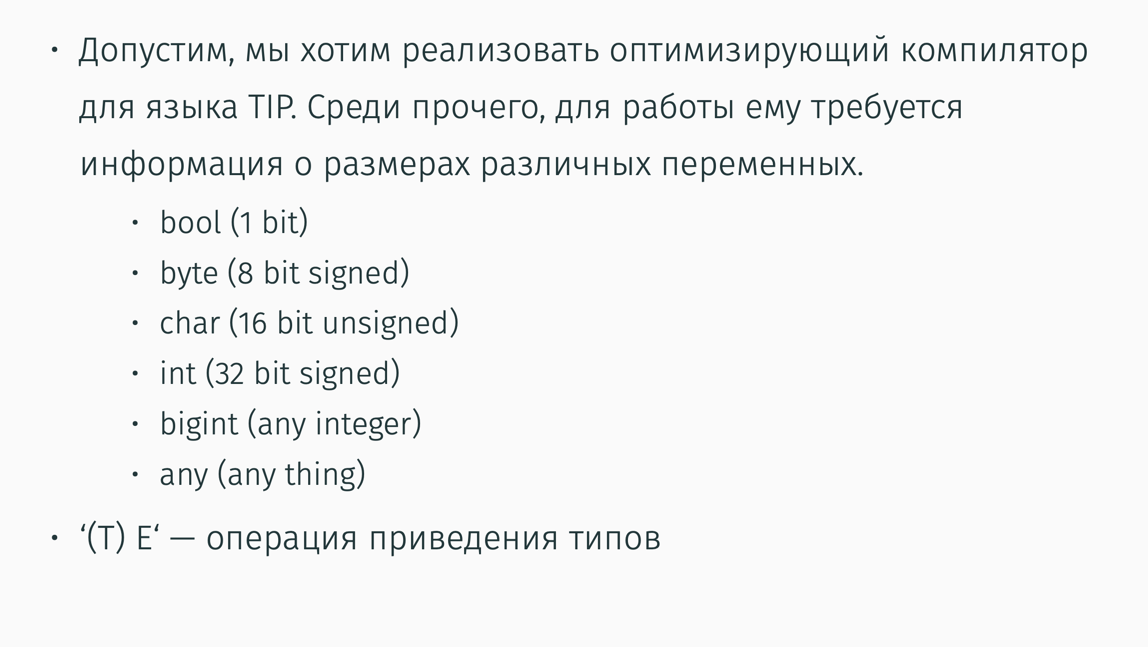 • Допустим, мы хотим реализовать оптимизирующий компилятор
для языка TIP. Среди прочего, для работы ему требуется
информация о размерах различных переменных.
• bool (1 bit)
• byte (8 bit signed)
• char (16 bit unsigned)
• int (32 bit signed)
• bigint (any integer)
• any (any thing)
• ‘(T) E‘ — операция приведения типов